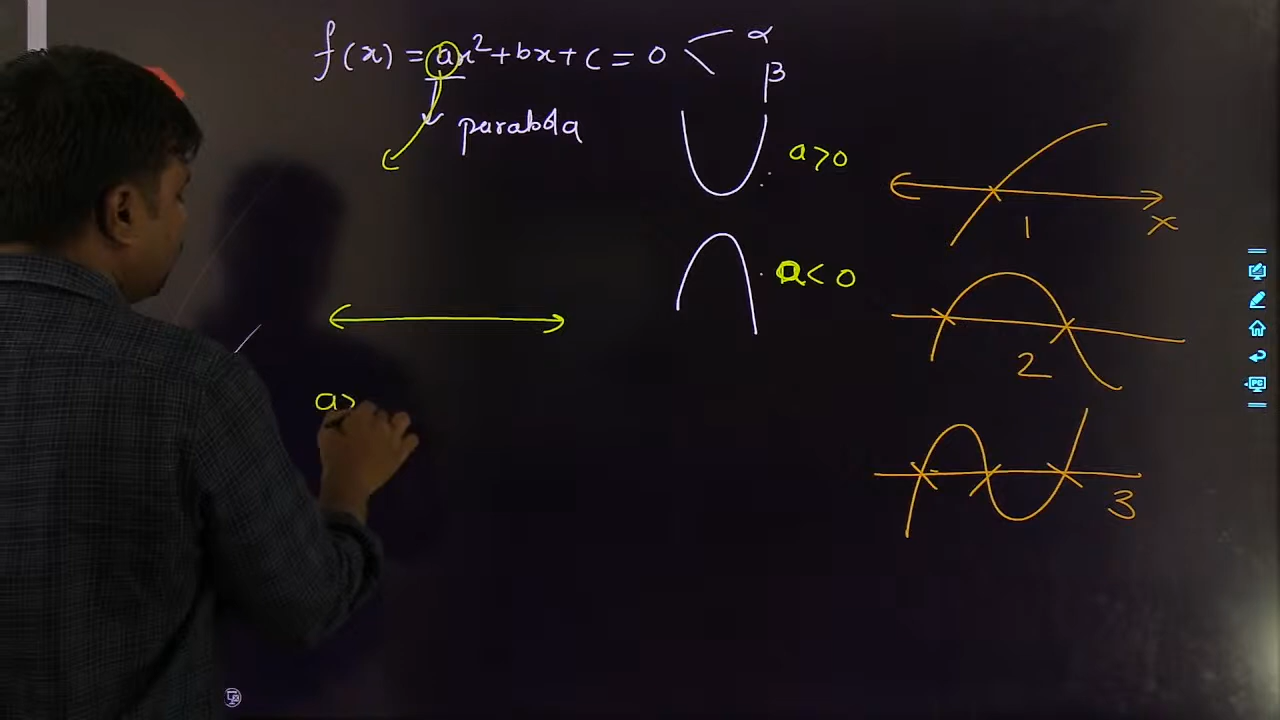 f(x) = ax²+bx+c = 0 < α
β
parabola
a>0
x
1
a<0
2
a>
3